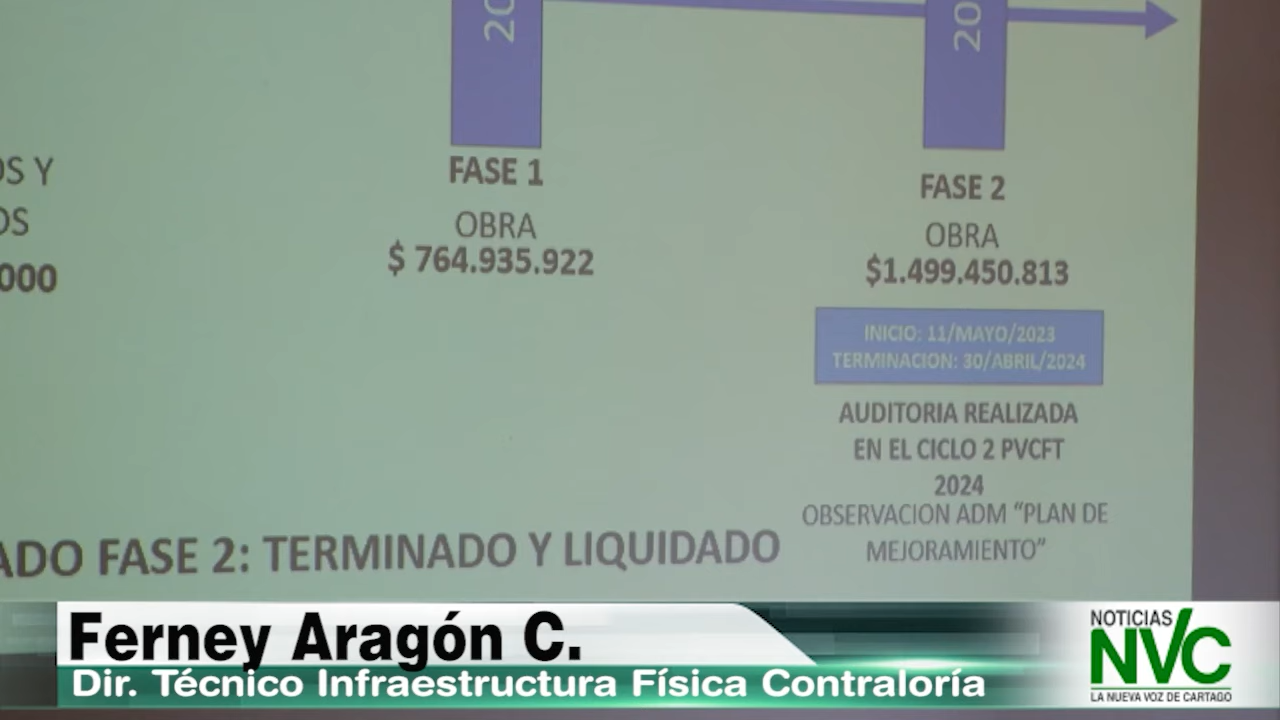 20
20
FASE 1
OBRA
$ 764.935.922
FASE 2
OBRA
$1.499.450.813
INICIO: 11/MAYO/2023
TERMINACION: 30/ABRIL/2024
AUDITORIA REALIZADA
EN EL CICLO 2 PVCFT
2024
OBSERVACION ADM “PLAN DE
MEJORAMIENTO”
OS Y
OS
000
ADO FASE 2: TERMINADO Y LIQUIDADO
Ferney Aragón C.
Dir. Técnico Infraestructura Física Contraloría
NOTICIAS
NVC
LA NUEVA VOZ DE CARTAGO